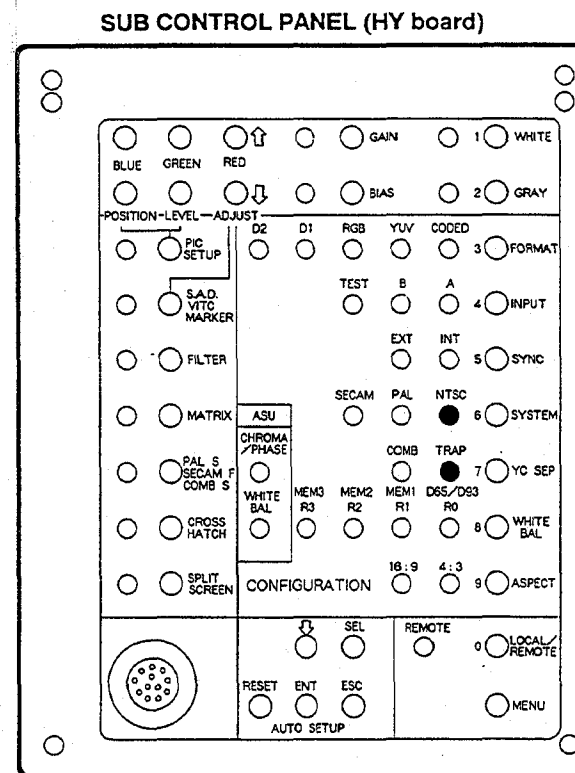 SUB CONTROL PANEL (HY board)
GAIN 1 WHITE
BLUE GREEN RED
BIAS 2 GRAY
POSITION LEVEL ADJUST
D2 D1 RGB YUV CODED
PIC SETUP 3 FORMAT
TEST B A
S.A.D. VITC MARKER 4 INPUT
EXT INT
FILTER 5 SYNC
SECAM PAL NTSC
MATRIX ASU 6 SYSTEM
CHROMA/PHASE COMB TRAP
PAL S SECAM F COMB S 7 YC SEP
WHITE BAL MEM3 MEM2 MEM1 D65/D93
R3 R2 R1 R0
CROSS HATCH 8 WHITE BAL
16:9 4:3
SPLIT SCREEN CONFIGURATION 9 ASPECT
SEL REMOTE 0 LOCAL/REMOTE
RESET ENT ESC MENU
AUTO SETUP